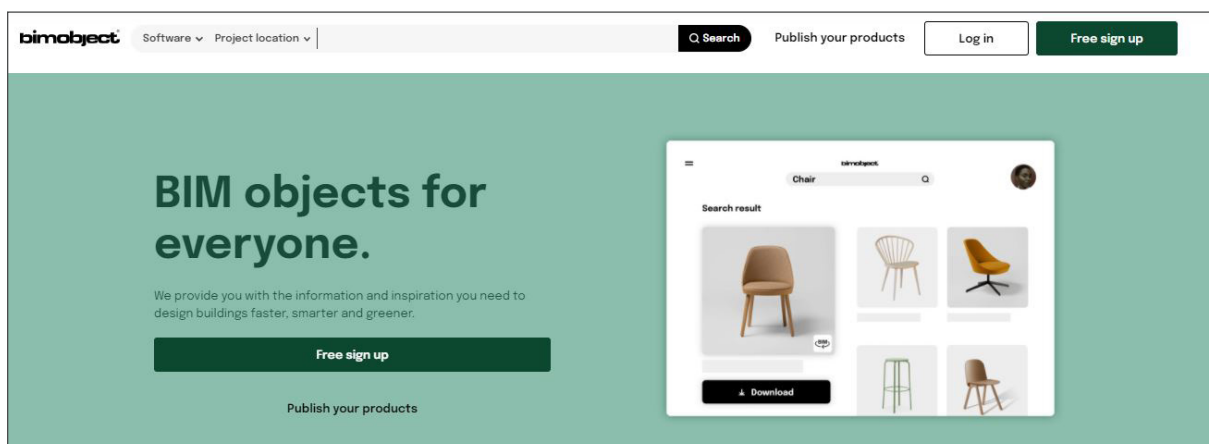 bimobject
Software Project location
Search
Publish your products
Log in
Free sign up
BIM objects for
everyone.
We provide you with the information and inspiration you need to
design buildings faster, smarter and greener.
Free sign up
Publish your products
bimobject.
Chair
Search result
BIM
Download